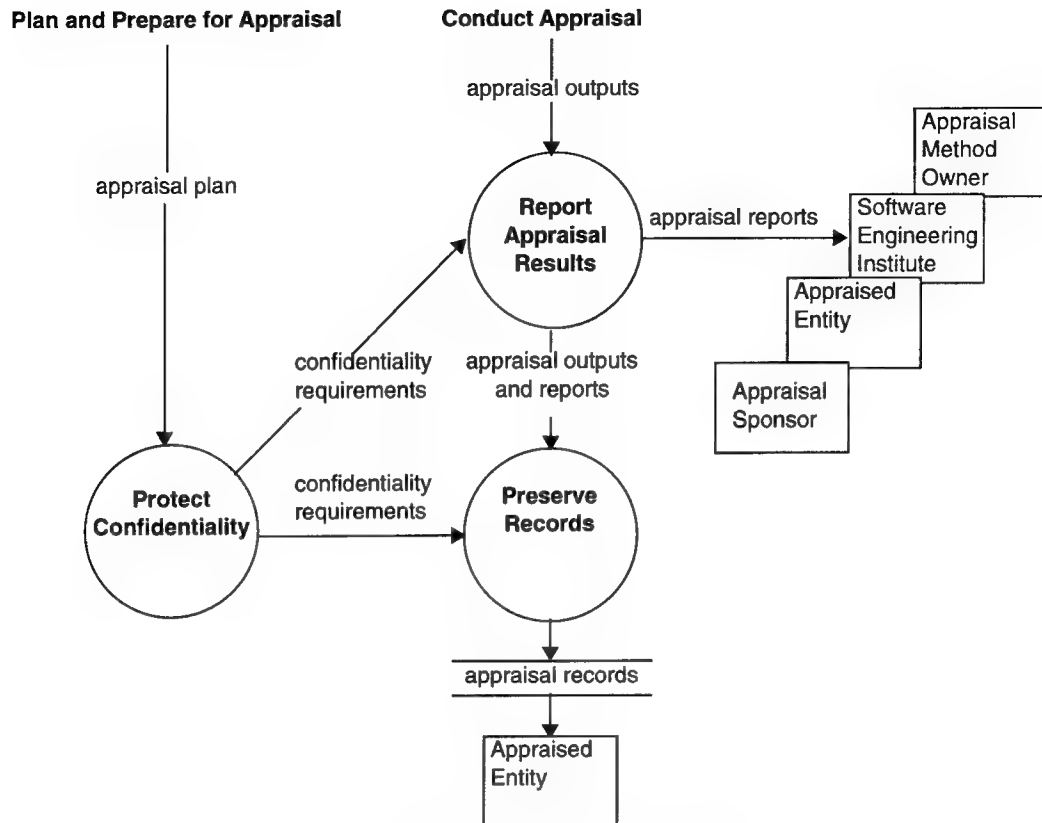 Plan and Prepare for Appraisal
Conduct Appraisal
appraisal outputs
appraisal plan
Appraisal
Method
Owner
Report
Appraisal
Results
appraisal reports
Software
Engineering
Institute
Appraised
Entity
Appraisal
Sponsor
confidentiality
requirements
appraisal outputs
and reports
Protect
Confidentiality
confidentiality
requirements
Preserve
Records
appraisal records
Appraised
Entity